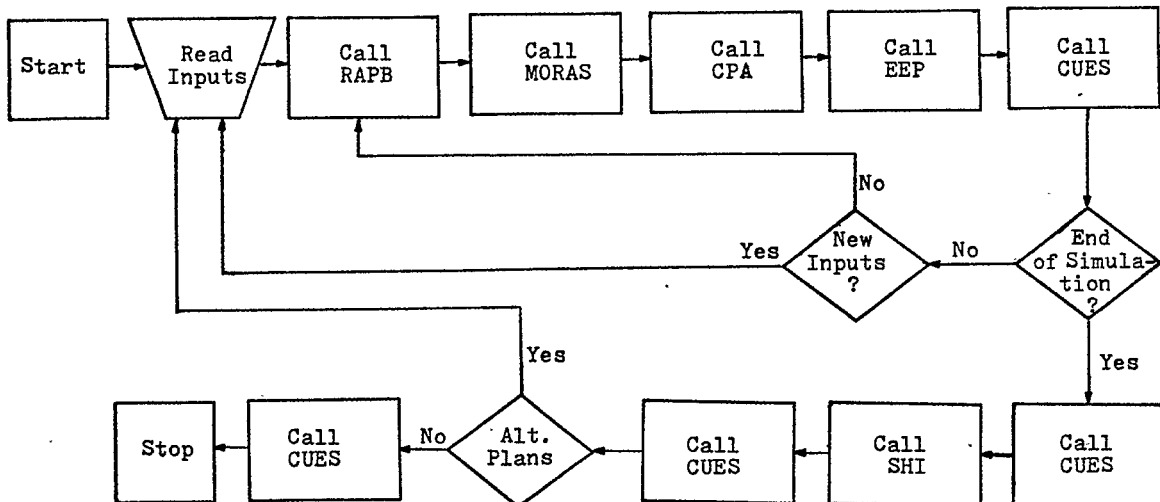 Start
Read
Inputs
Call
RAPB
Call
MORAS
Call
CPA
Call
EEP
Call
CUES
No
New
Inputs
?
Yes
No
End
of Simula-
tion
?
Yes
Yes
Stop
Call
CUES
No
Alt.
Plans
Call
CUES
Call
SHI
Call
CUES